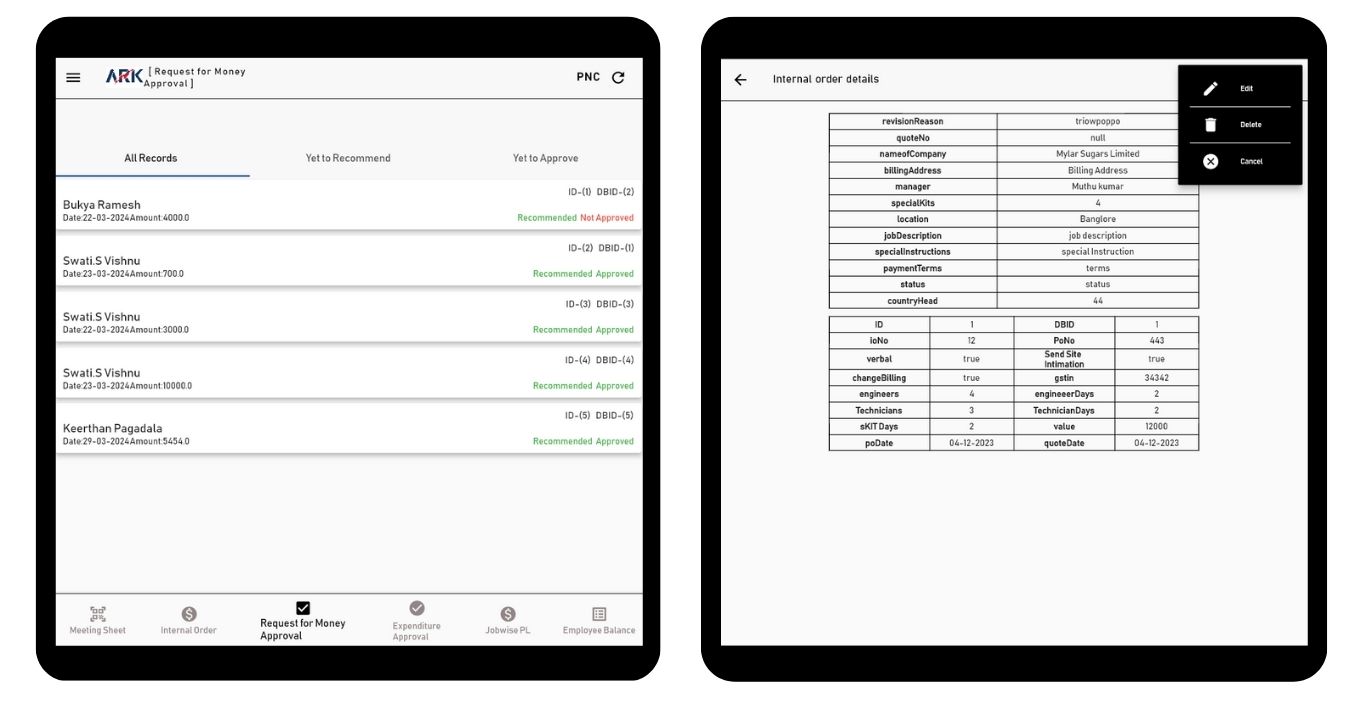 ARK [ Request for Money
Approval ]
PNC
All Records Yet to Recommend Yet to Approve
ID-(1) DBID-(2)
Bukya Ramesh
Date:22-03-2024Amount:4000.0 Recommended Not Approved
ID-(2) DBID-(1)
Swati.S Vishnu
Date:23-03-2024Amount:700.0 Recommended Approved
ID-(3) DBID-(3)
Swati.S Vishnu
Date:22-03-2024Amount:3000.0 Recommended Approved
ID-(4) DBID-(4)
Swati.S Vishnu
Date:23-03-2024Amount:10000.0 Recommended Approved
ID-(5) DBID-(5)
Keerthan Pagadala
Date:29-03-2024Amount:5454.0 Recommended Approved
Meeting Sheet
Internal Order
Request for Money
Approval
Expenditure
Approval
Jobwise PL
Employee Balance
Internal order details
Edit
Delete
Cancel
revisionReason triowpoppo
quoteNo null
nameofCompany Mylar Sugars Limited
billingAddress Billing Address
manager Muthu kumar
specialKits 4
location Banglore
jobDescription job description
specialInstructions special Instruction
paymentTerms terms
status status
countryHead 44
ID 1 DBID 1
ioNo 12 PoNo 443
verbal true Send Site
Intimation true
changeBilling true gstin 34342
engineers 4 engineeerDays 2
Technicians 3 TechnicianDays 2
sKIT Days 2 value 12000
poDate 04-12-2023 quoteDate 04-12-2023